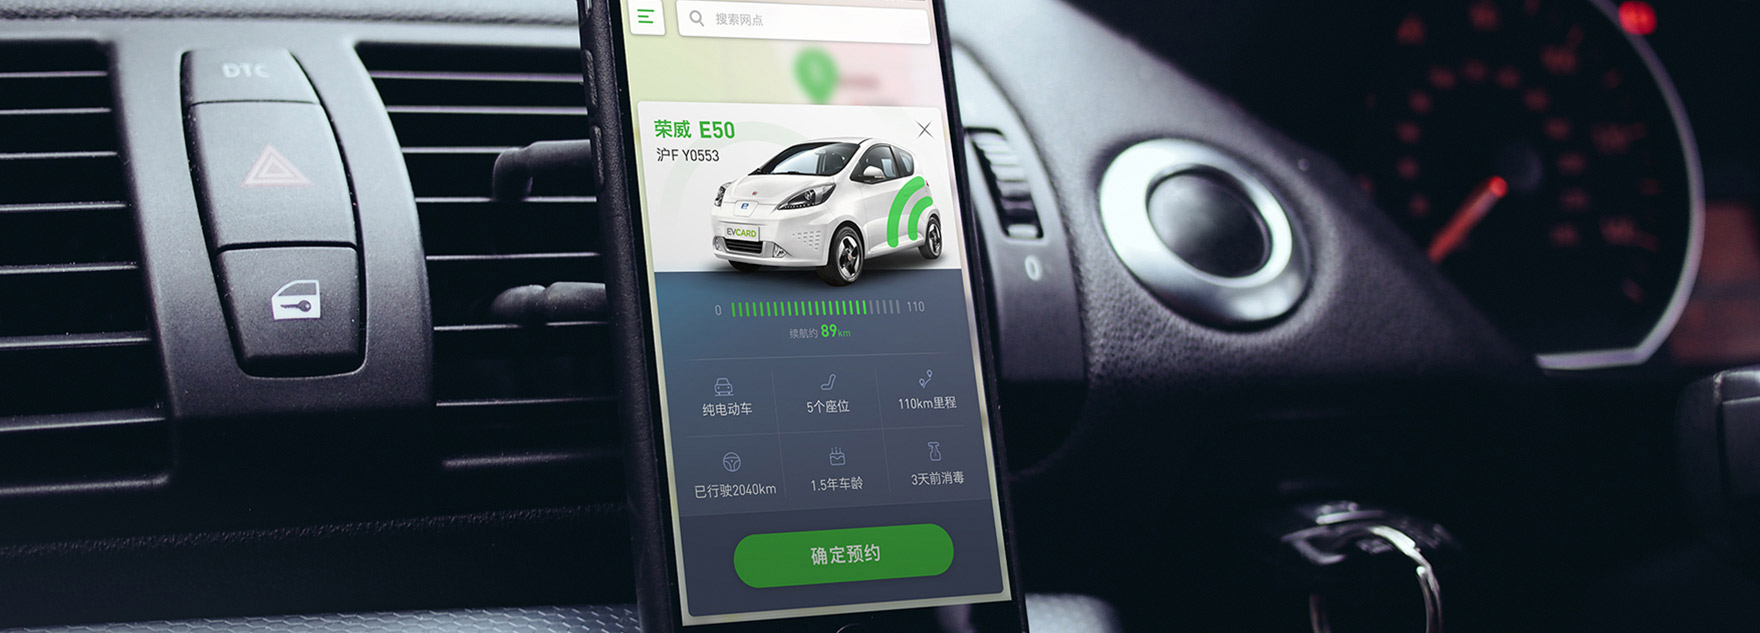 DTC
搜索网点
荣威 E50
沪F Y0553
EVCARD
0
110
续航约 89km
纯电动车
5个座位
110km里程
已行驶2040km
1.5年车龄
3天前消毒
确定预约
0